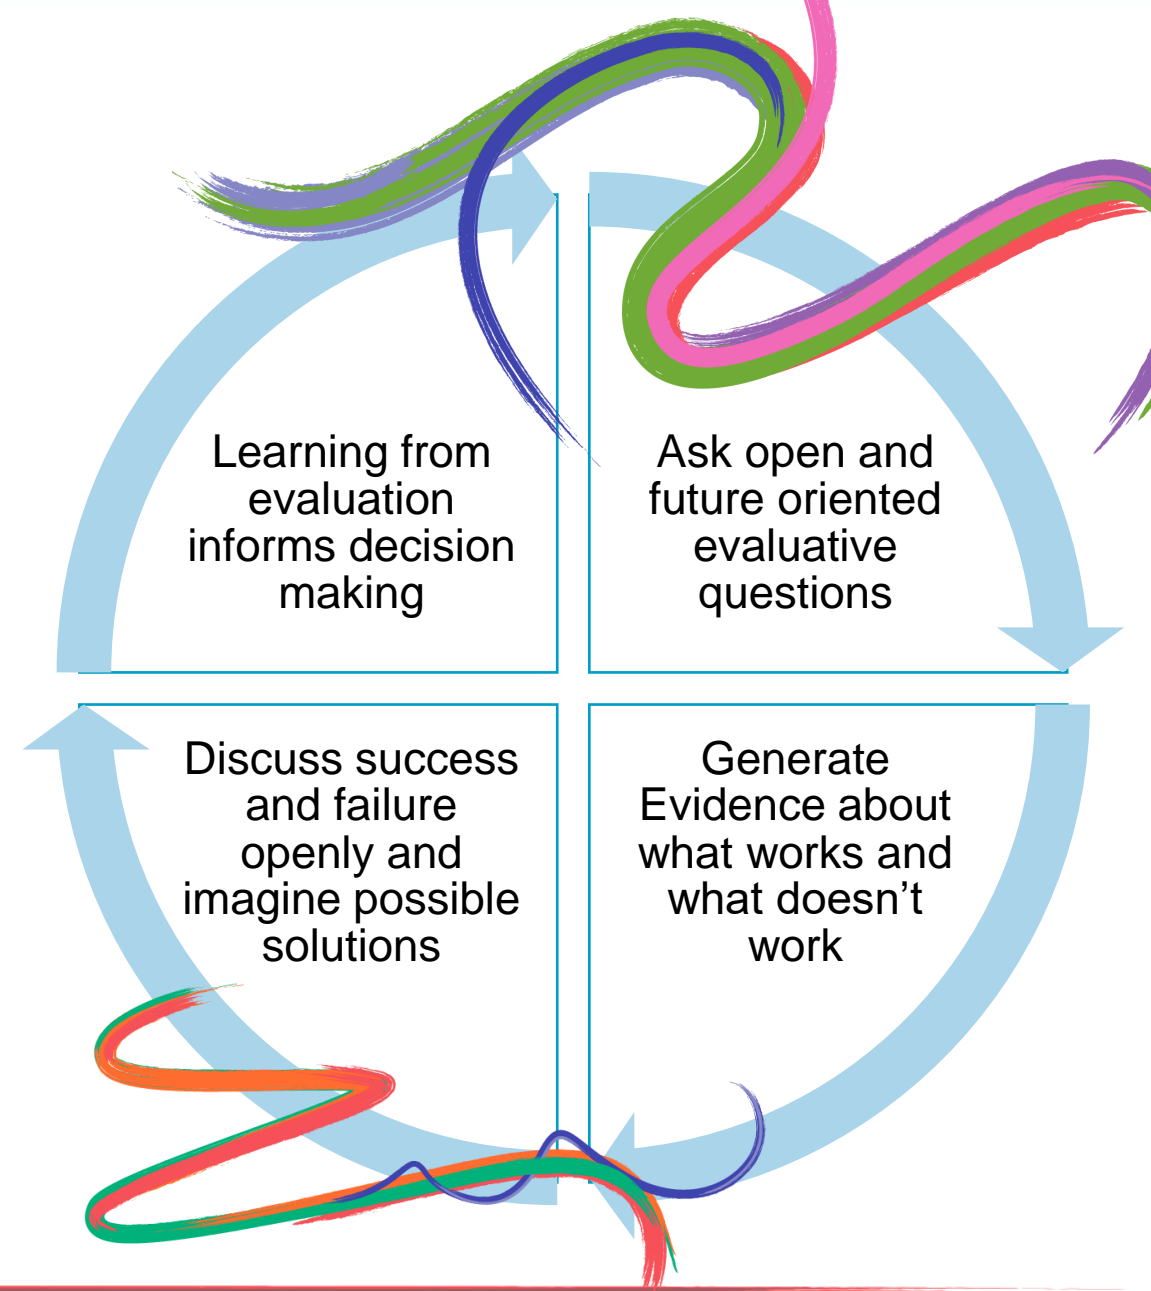 Learning from
evaluation
informs decision
making
Ask open and
future oriented
evaluative
questions
Discuss success
and failure
openly and
imagine possible
solutions
Generate
Evidence about
what works and
what doesn’t
work